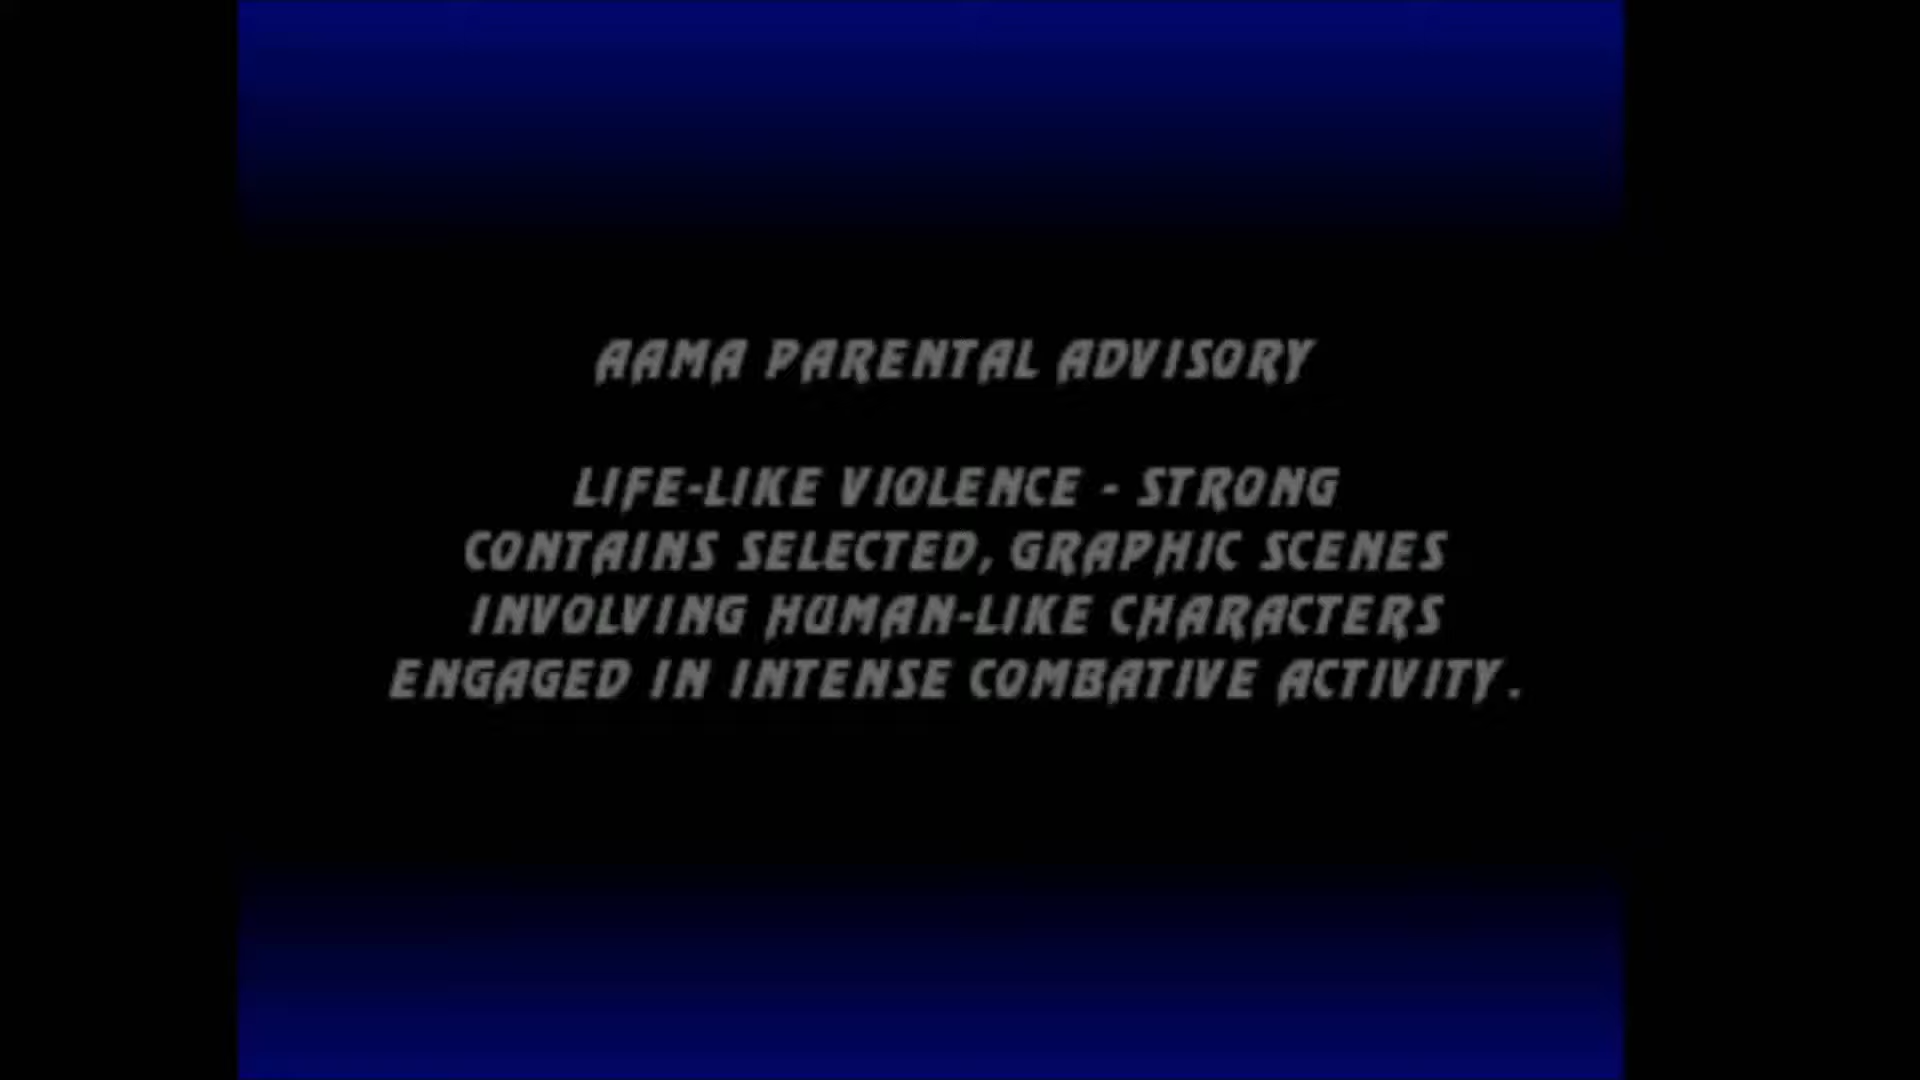 AAMA PARENTAL ADVISORY
LIFE-LIKE VIOLENCE - STRONG
CONTAINS SELECTED, GRAPHIC SCENES
INVOLVING HUMAN-LIKE CHARACTERS
ENGAGED IN INTENSE COMBATIVE ACTIVITY.